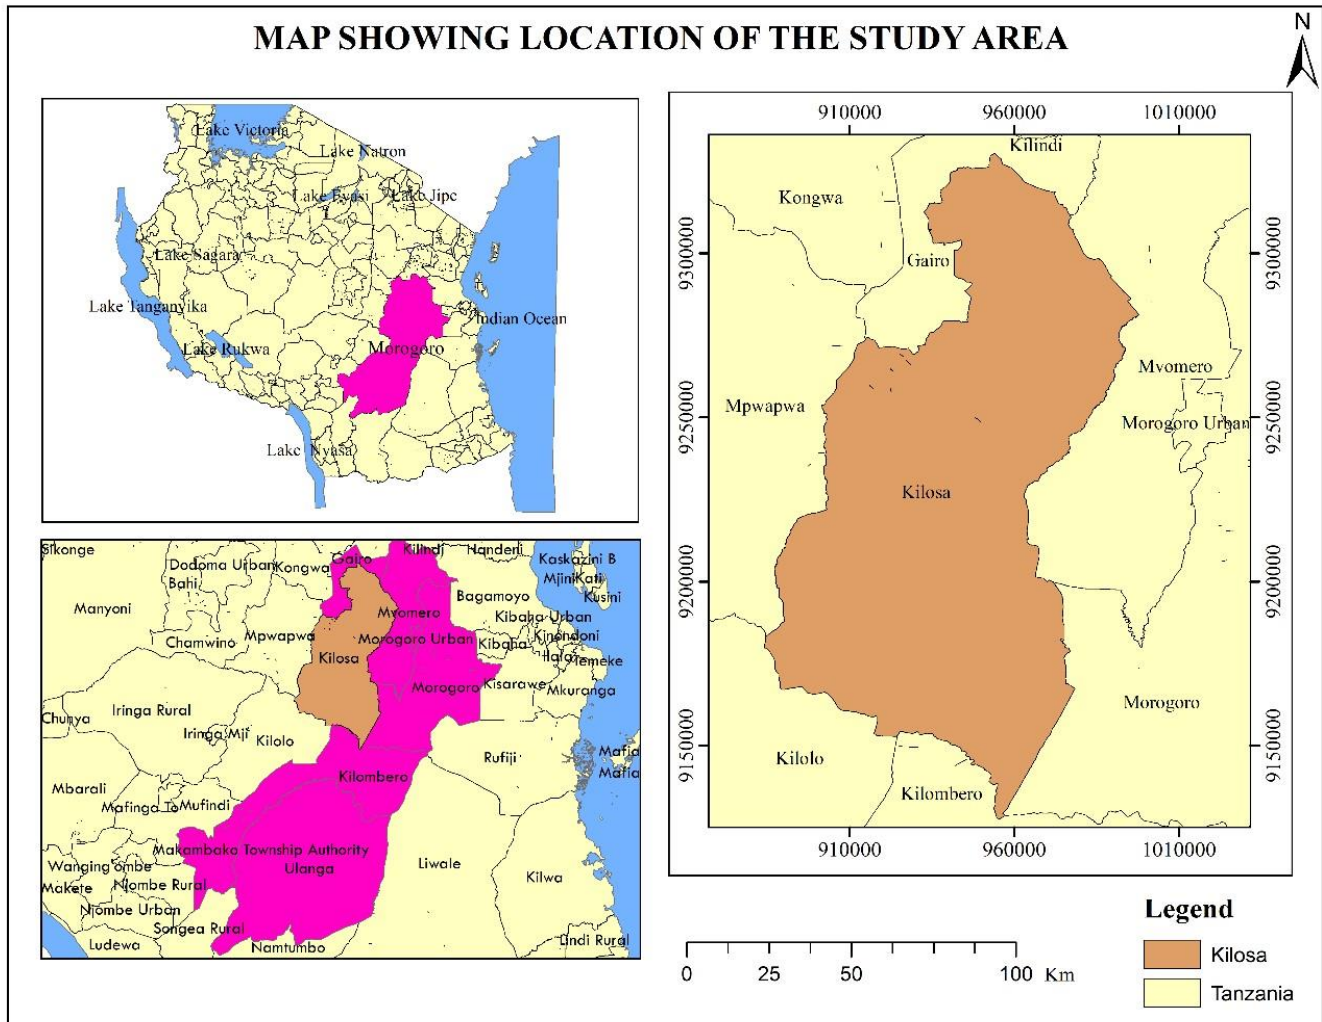 MAP SHOWING LOCATION OF THE STUDY AREA
N
Lake Victoria
Lake Natron
Lake Eyasi
Lake Jipe
Lake Sagara
Lake Tanganyika
Indian Ocean
Lake Rukwa
Morogoro
Lake Nyasa
Sikonge
Dodoma Urban
Kongwa
Gairo
Kilindi
Handeni
Kaskazini B
Bahi
Mjini
Kati
Kusini
Manyoni
Bagamoyo
Mvomero
Kibaha Urban
Chamwino
Mpwapwa
Morogoro Urban
Kibaha
Kinondoni
Kilosa
Ilala
Temeke
Morogoro
Kisarawe
Mkuranga
Chunya
Iringa Rural
Iringa Mji
Kilolo
Rufiji
Mafia
Mafia
Kilombero
Mbarali
Mafinga To
Mufindi
Makambako Township Authority
Ulanga
Liwale
Kilwa
Wanging'ombe
Makete
Njombe Rural
Njombe Urban
Songea Rural
Ludewa
Namtumbo
Lindi Rural
910000
960000
1010000
Kilindi
Kongwa
9300000
Gairo
9300000
Mvomero
Mpwapwa
9250000
Morogoro Urban
9250000
Kilosa
9200000
9200000
Morogoro
9150000
Kilolo
9150000
Kilombero
910000
960000
1010000
0
25
50
100
Km
Legend
Kilosa
Tanzania